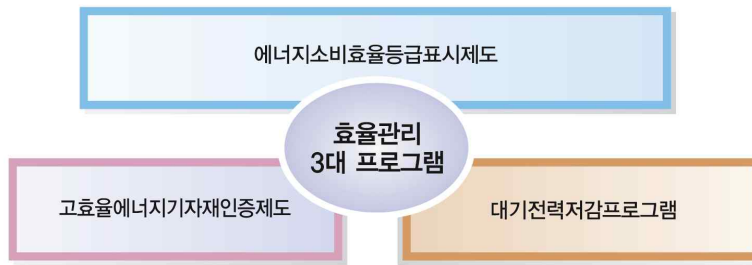 에너지소비효율등급표시제도
효율관리
3대 프로그램
고효율에너지기자재인증제도
대기전력저감프로그램